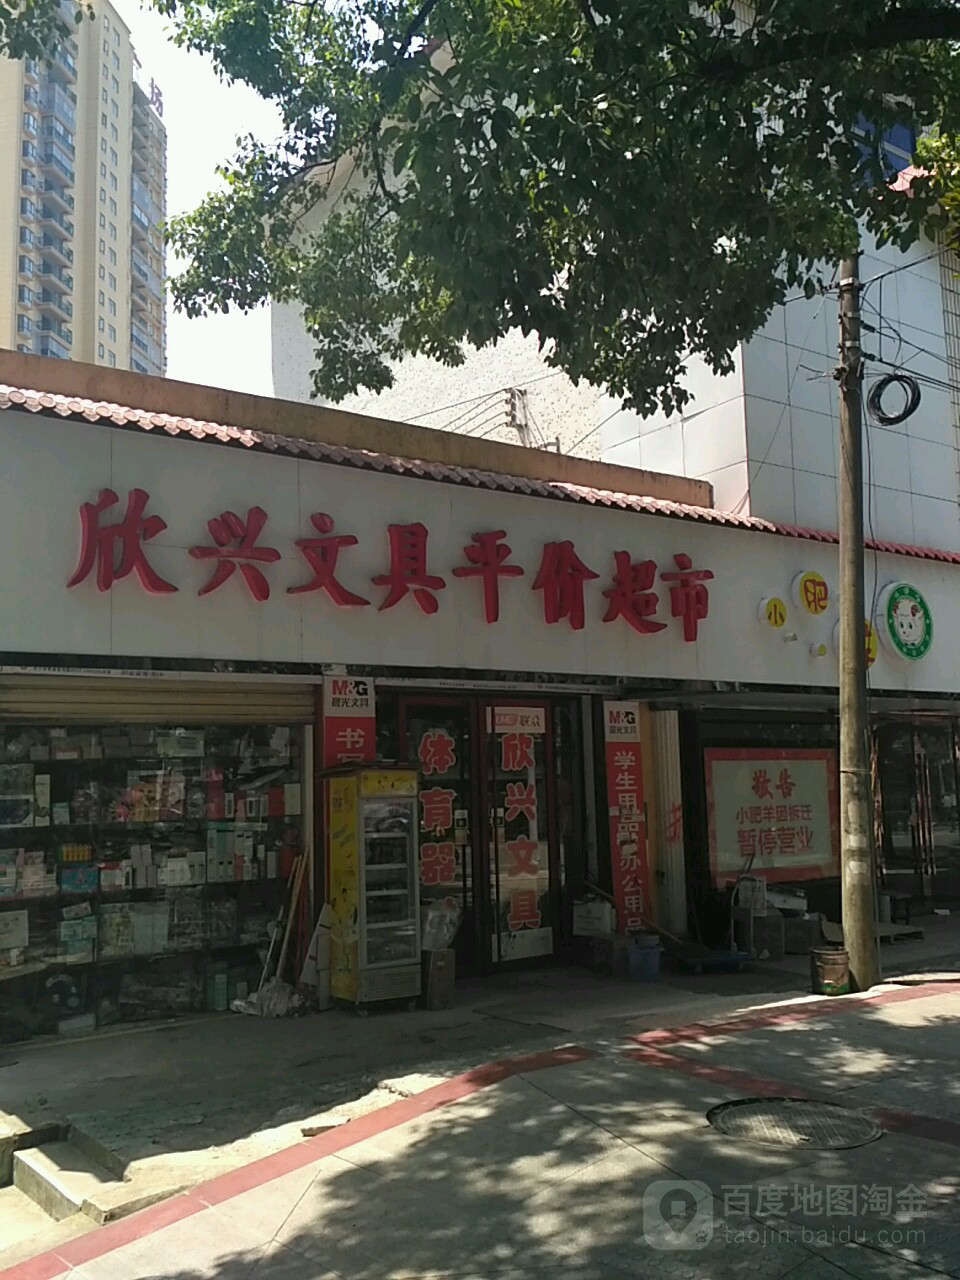 欣兴文具平价超市
小肥
M&G
晨光文具
书
体育器
联众
欣兴文具
M&G
晨光文具
学生用品 办公用品
敬告
小肥羊因拆迁
暂停营业
百度地图淘金
taojin.baidu.com